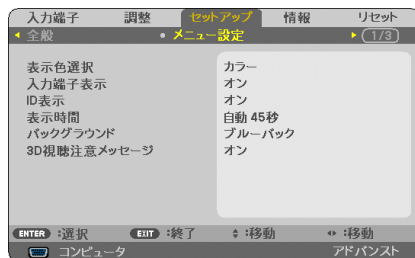 入力端子 調整 セットアップ 情報 リセット
全般 メニュー設定 1/3
表示色選択 カラー
入力端子表示 オン
ID表示 オン
表示時間 自動 45秒
バックグラウンド ブルーバック
3D視聴注意メッセージ オン
ENTER :選択 EXIT :終了 :移動 :移動
コンピュータ アドバンスト